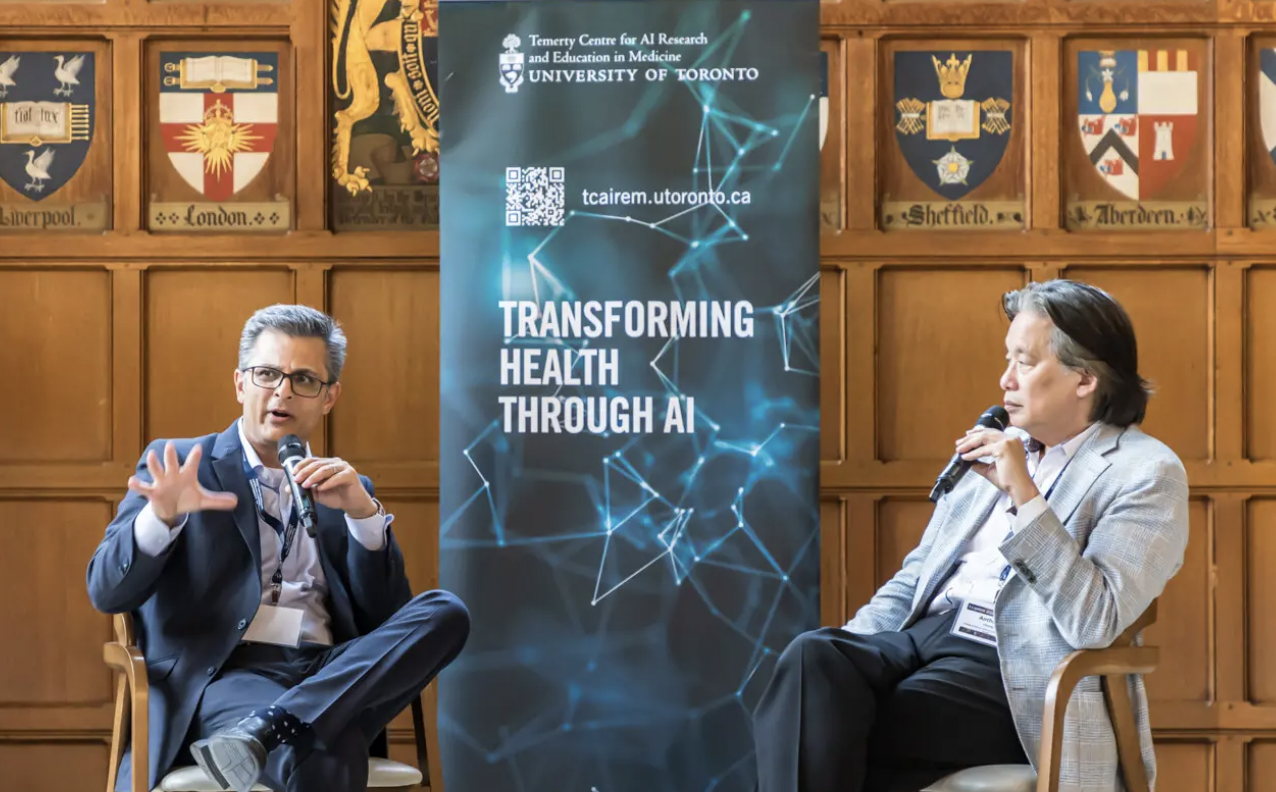 Liverpool.
London.
Sheffield.
Aberdeen.
Temerty Centre for AI Research
and Education in Medicine
UNIVERSITY OF TORONTO
tcairem.utoronto.ca
TRANSFORMING
HEALTH
THROUGH AI